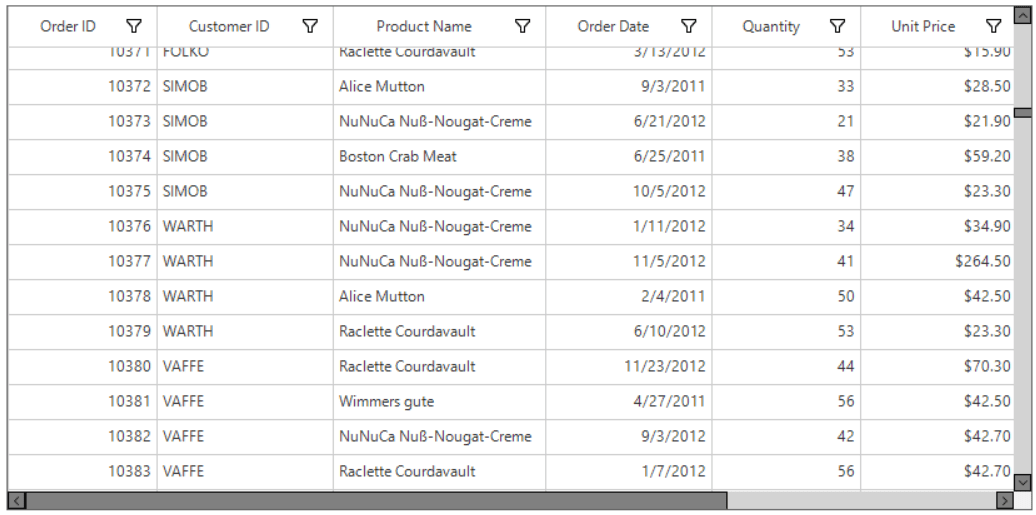 Order ID Customer ID Product Name Order Date Quantity Unit Price
10371 FOLKO Raclette Courdavault 3/13/2012 53 $15.90
10372 SIMOB Alice Mutton 9/3/2011 33 $28.50
10373 SIMOB NuNuCa Nuß-Nougat-Creme 6/21/2012 21 $21.90
10374 SIMOB Boston Crab Meat 6/25/2011 38 $59.20
10375 SIMOB NuNuCa Nuß-Nougat-Creme 10/5/2012 47 $23.30
10376 WARTH NuNuCa Nuß-Nougat-Creme 1/11/2012 34 $34.90
10377 WARTH NuNuCa Nuß-Nougat-Creme 11/5/2012 41 $264.50
10378 WARTH Alice Mutton 2/4/2011 50 $42.50
10379 WARTH Raclette Courdavault 6/10/2012 53 $23.30
10380 VAFFE Raclette Courdavault 11/23/2012 44 $70.30
10381 VAFFE Wimmers gute 4/27/2011 56 $42.50
10382 VAFFE NuNuCa Nuß-Nougat-Creme 9/3/2012 42 $42.70
10383 VAFFE Raclette Courdavault 1/7/2012 56 $42.70